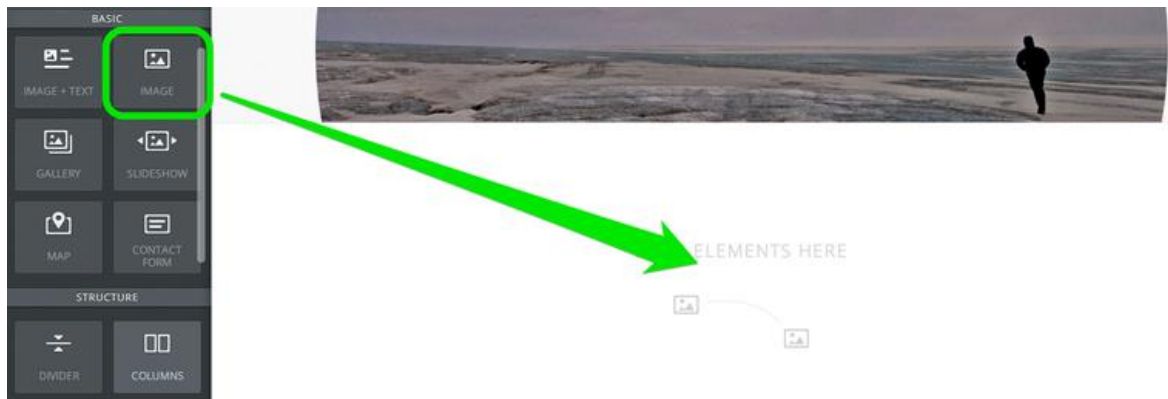 BASIC
IMAGE + TEXT
IMAGE
GALLERY
SLIDESHOW
MAP
CONTACT
FORM
STRUCTURE
DIVIDER
COLUMNS
ELEMENTS HERE